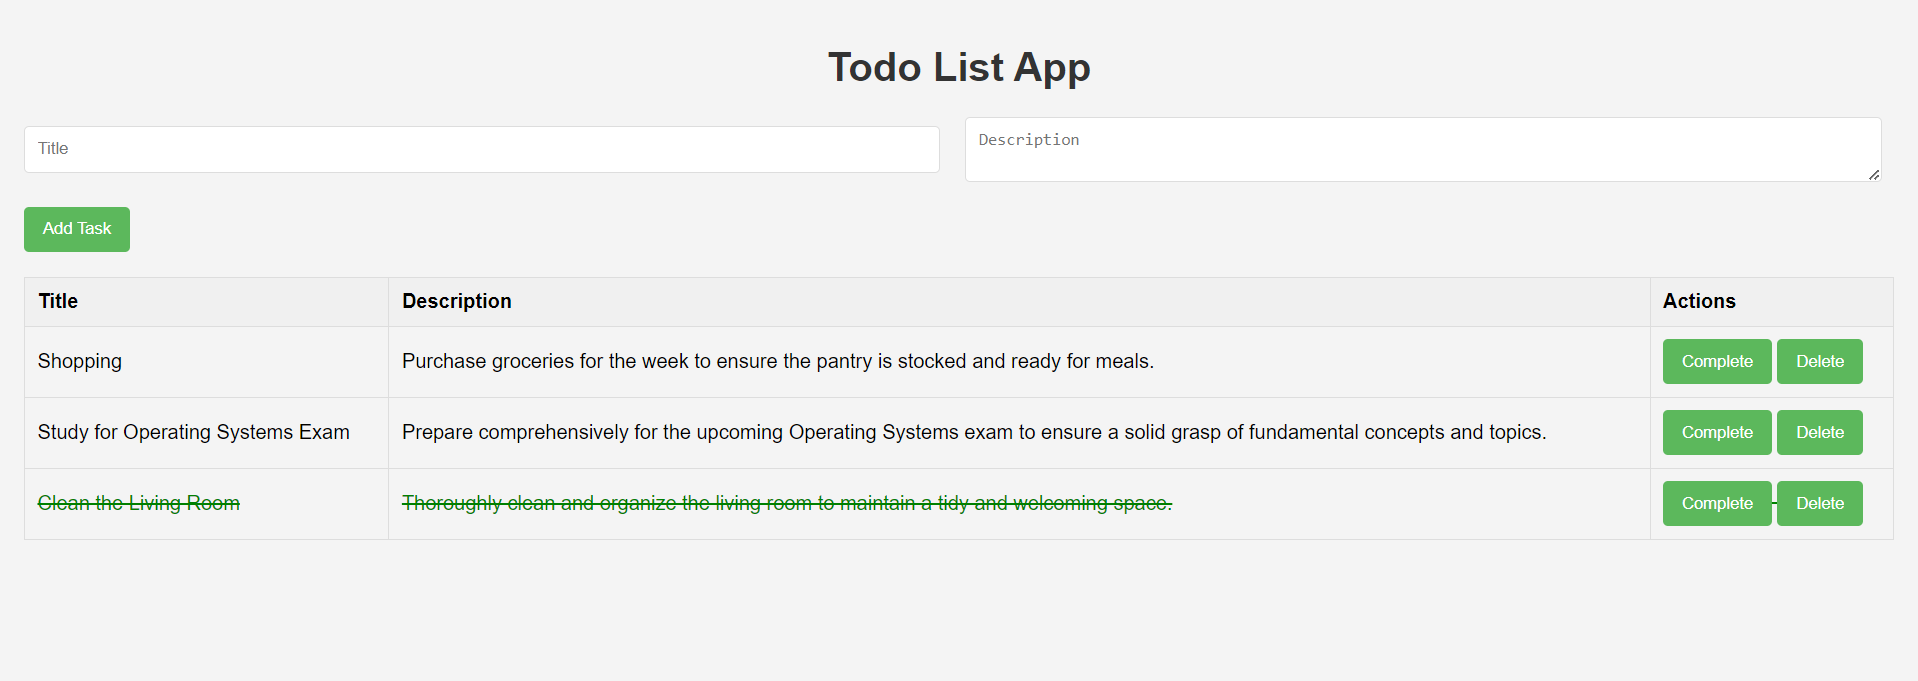 Todo List App
Title Description
Add Task
Title Description Actions
Shopping Purchase groceries for the week to ensure the pantry is stocked and ready for meals. Complete Delete
Study for Operating Systems Exam Prepare comprehensively for the upcoming Operating Systems exam to ensure a solid grasp of fundamental concepts and topics. Complete Delete
Clean the Living Room Thoroughly clean and organize the living room to maintain a tidy and welcoming space. Complete Delete